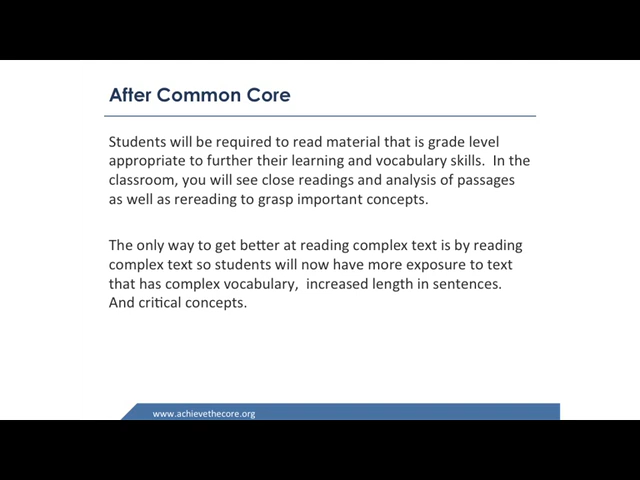 After Common Core
Students will be required to read material that is grade level
appropriate to further their learning and vocabulary skills.  In the
classroom, you will see close readings and analysis of passages
as well as rereading to grasp important concepts.
The only way to get better at reading complex text is by reading
complex text so students will now have more exposure to text
that has complex vocabulary,  increased length in sentences.
And critical concepts.
www.achievethecore.org